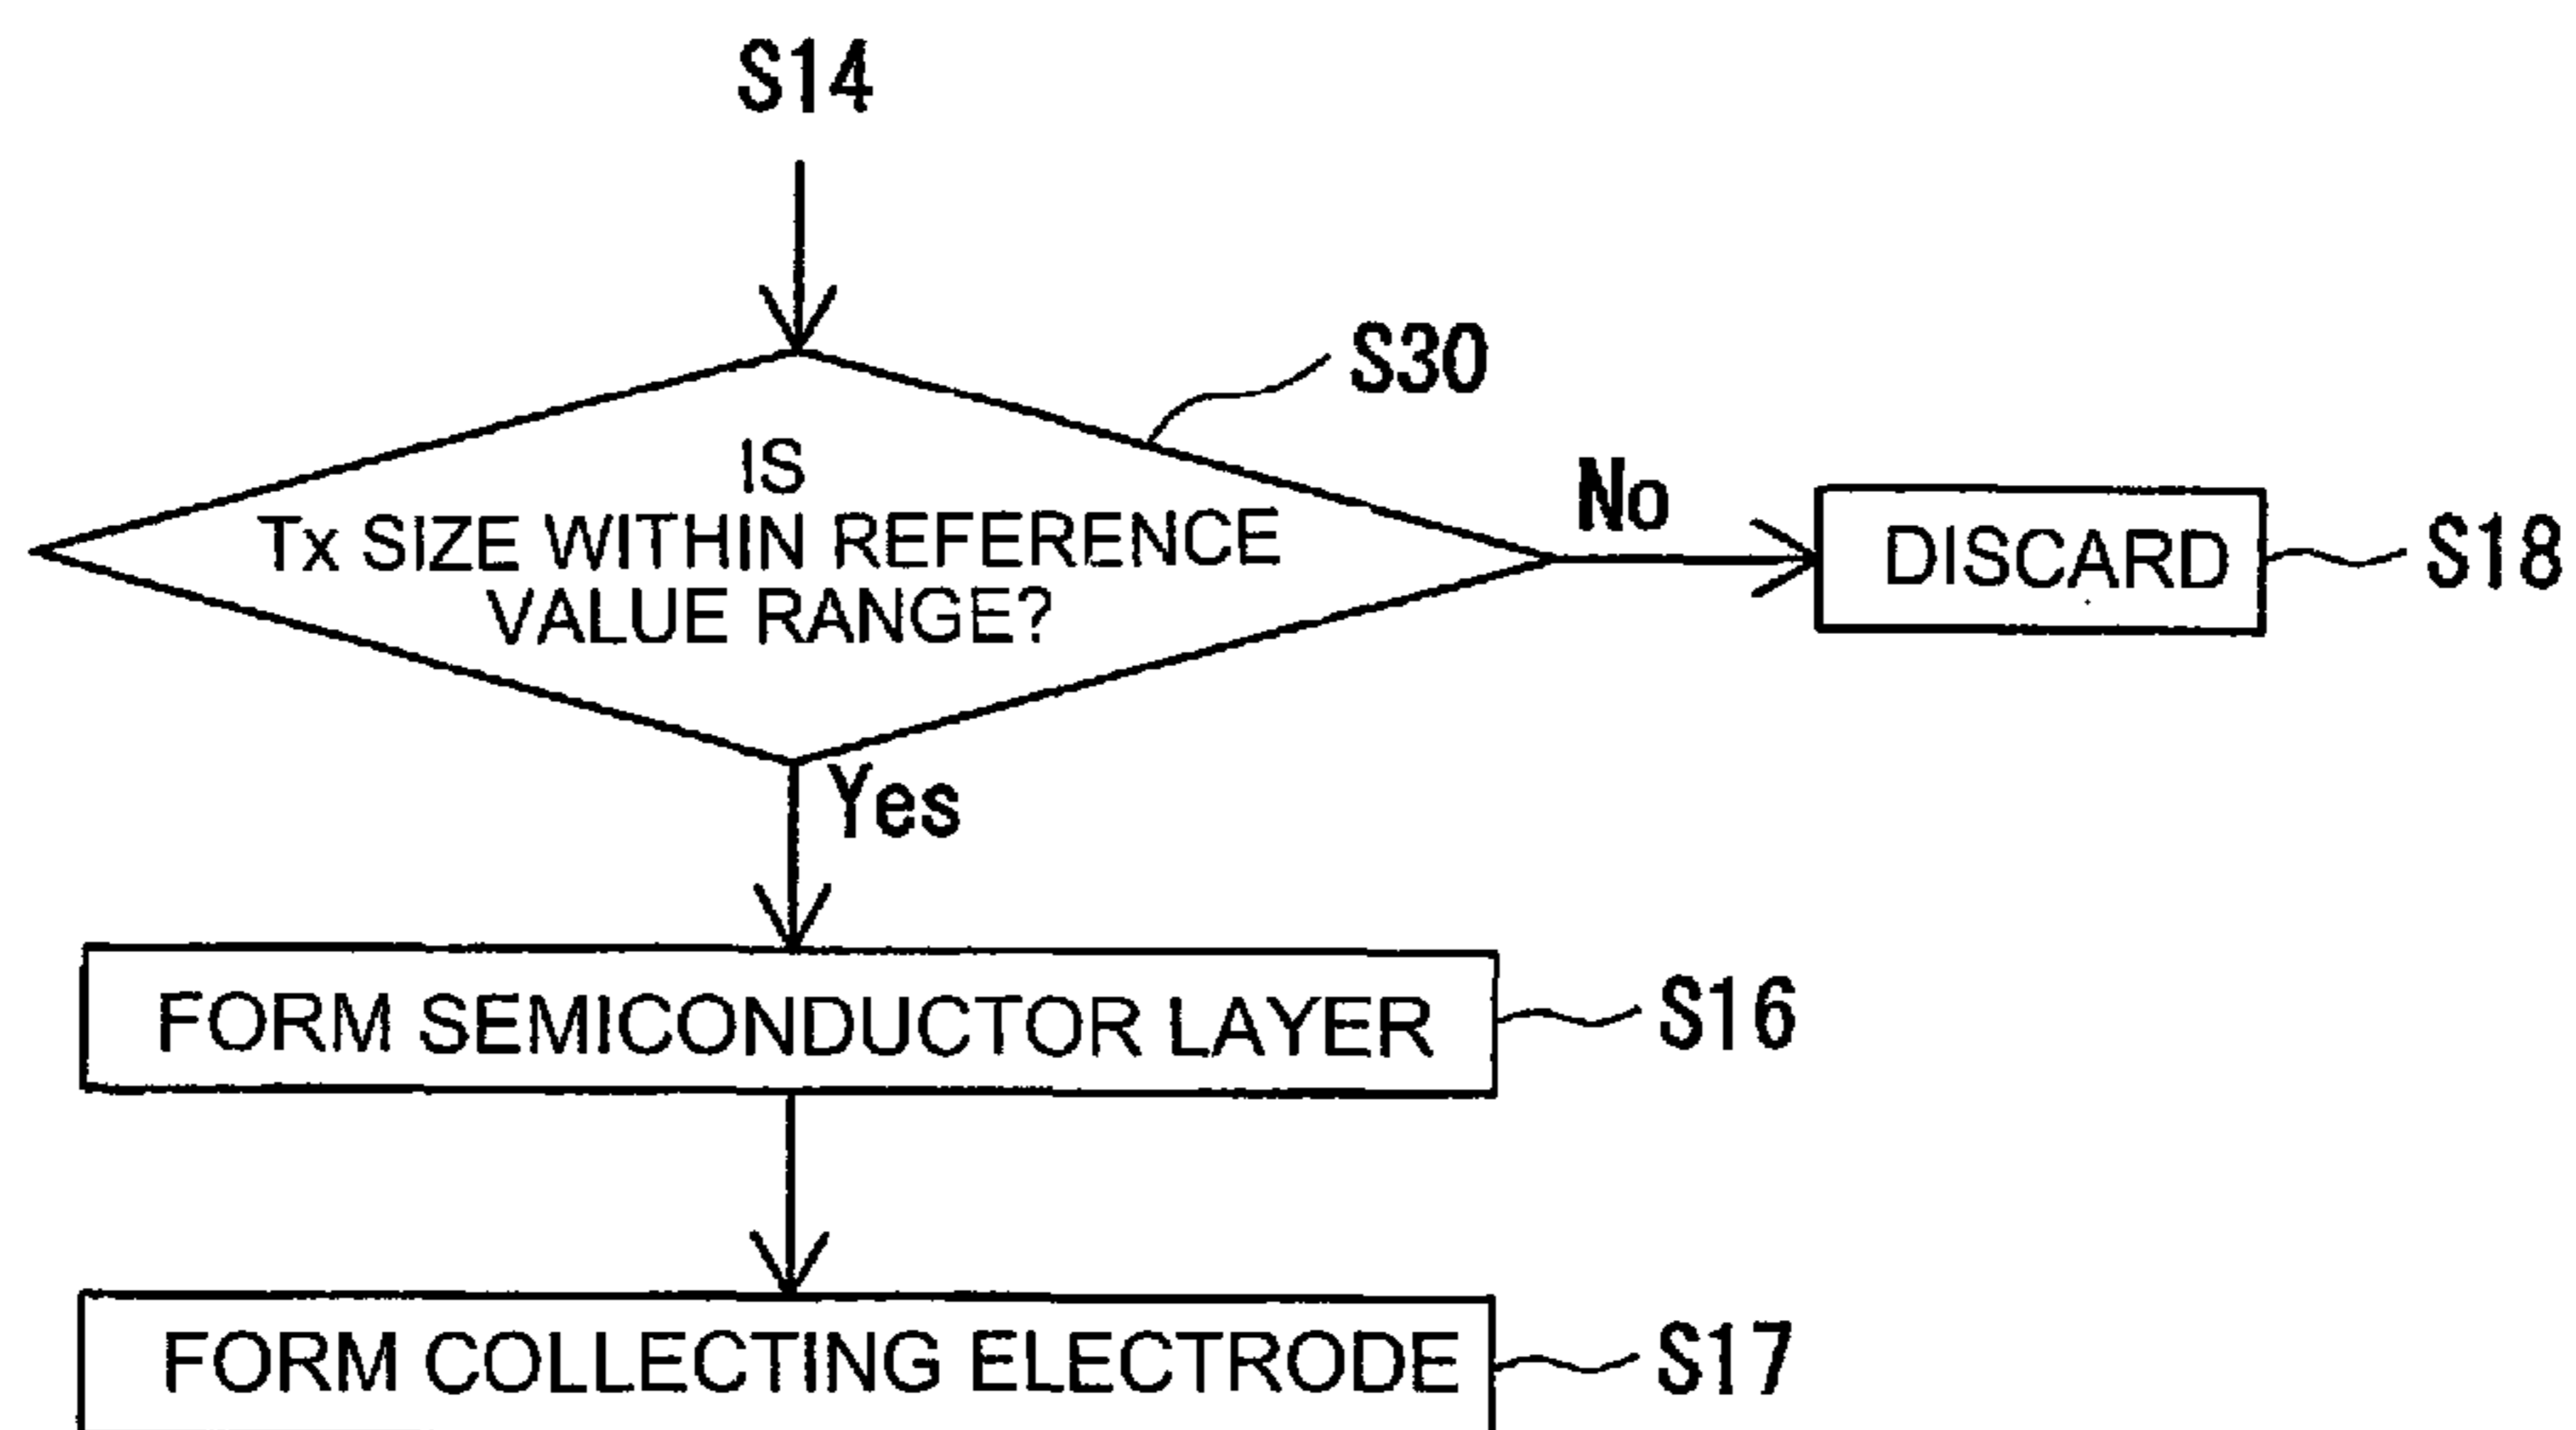 S14
S30
IS
Tx SIZE WITHIN REFERENCE
VALUE RANGE?
No
DISCARD
S18
Yes
FORM SEMICONDUCTOR LAYER
S16
FORM COLLECTING ELECTRODE
S17